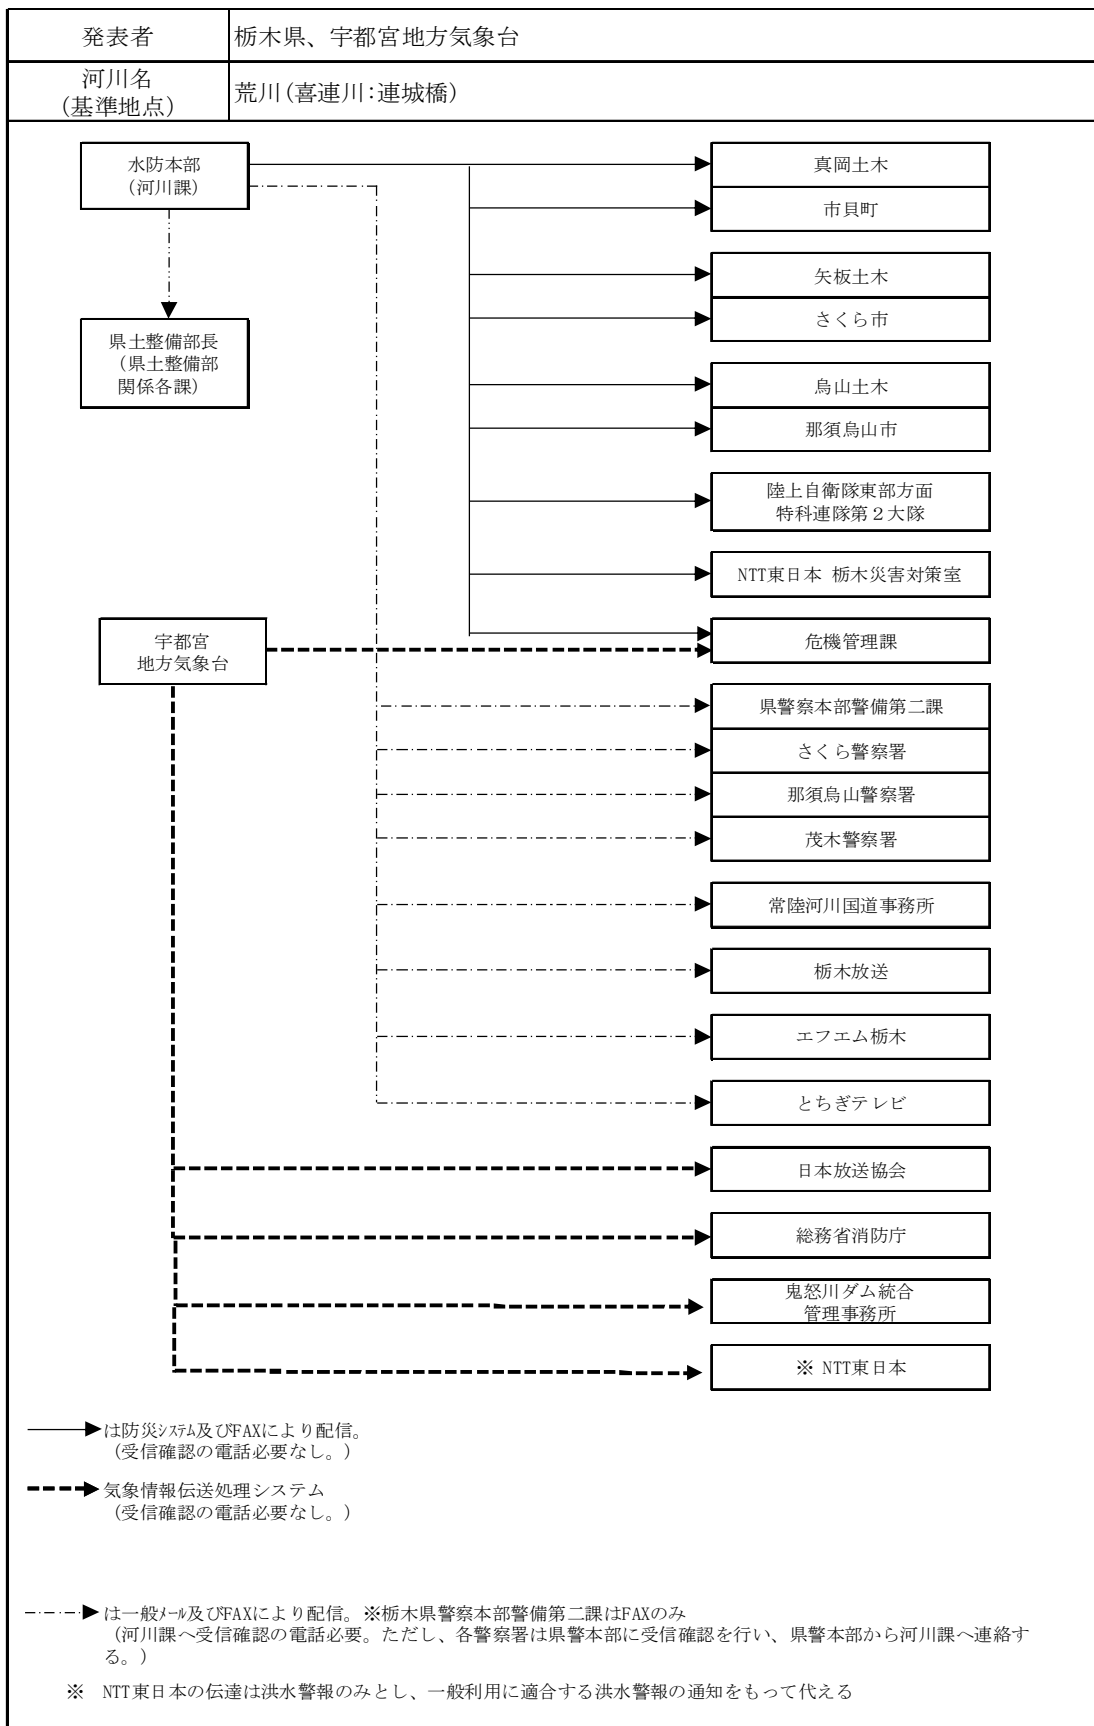 発表者
栃木県、宇都宮地方気象台
河川名
(基準地点)
荒川(喜連川:連城橋)
水防本部
(河川課)
県土整備部長
(県土整備部
関係各課)
宇都宮
地方気象台
真岡土木
市貝町
矢板土木
さくら市
烏山土木
那須烏山市
陸上自衛隊東部方面
特科連隊第2大隊
NTT東日本 栃木災害対策室
危機管理課
県警察本部警備第二課
さくら警察署
那須烏山警察署
茂木警察署
常陸河川国道事務所
栃木放送
エフエム栃木
とちぎテレビ
日本放送協会
総務省消防庁
鬼怒川ダム統合
管理事務所
※ NTT東日本
は防災ｼｽﾃﾑ及びFAXにより配信。
(受信確認の電話必要なし。)
気象情報伝送処理システム
(受信確認の電話必要なし。)
は一般ﾒｰﾙ及びFAXにより配信。※栃木県警察本部警備第二課はFAXのみ
(河川課へ受信確認の電話必要。ただし、各警察署は県警本部に受信確認を行い、県警本部から河川課へ連絡す
る。)
※ NTT東日本の伝達は洪水警報のみとし、一般利用に適合する洪水警報の通知をもって代える